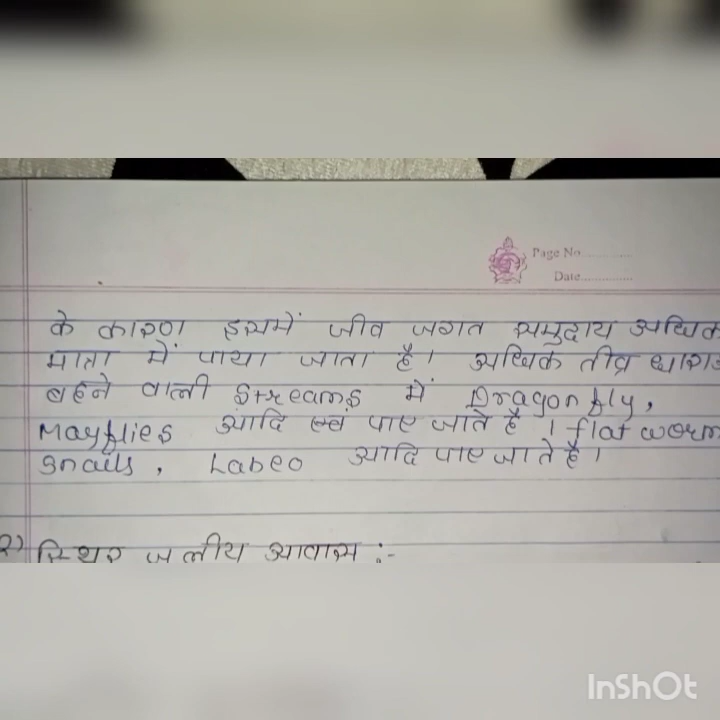 Page No..............
Date..............
के कारण इसमें जीव जगत समुदाय अधिक
मात्रा में पाया जाता है। अधिक तीव्र
बहने वाली Streams में Dragonfly,
Mayflies आदि एवं पाए जाते है। flat worm
Snails, Labeo आदि पाए जाते है।
2) स्थिर जलीय आवास :-
InShOt